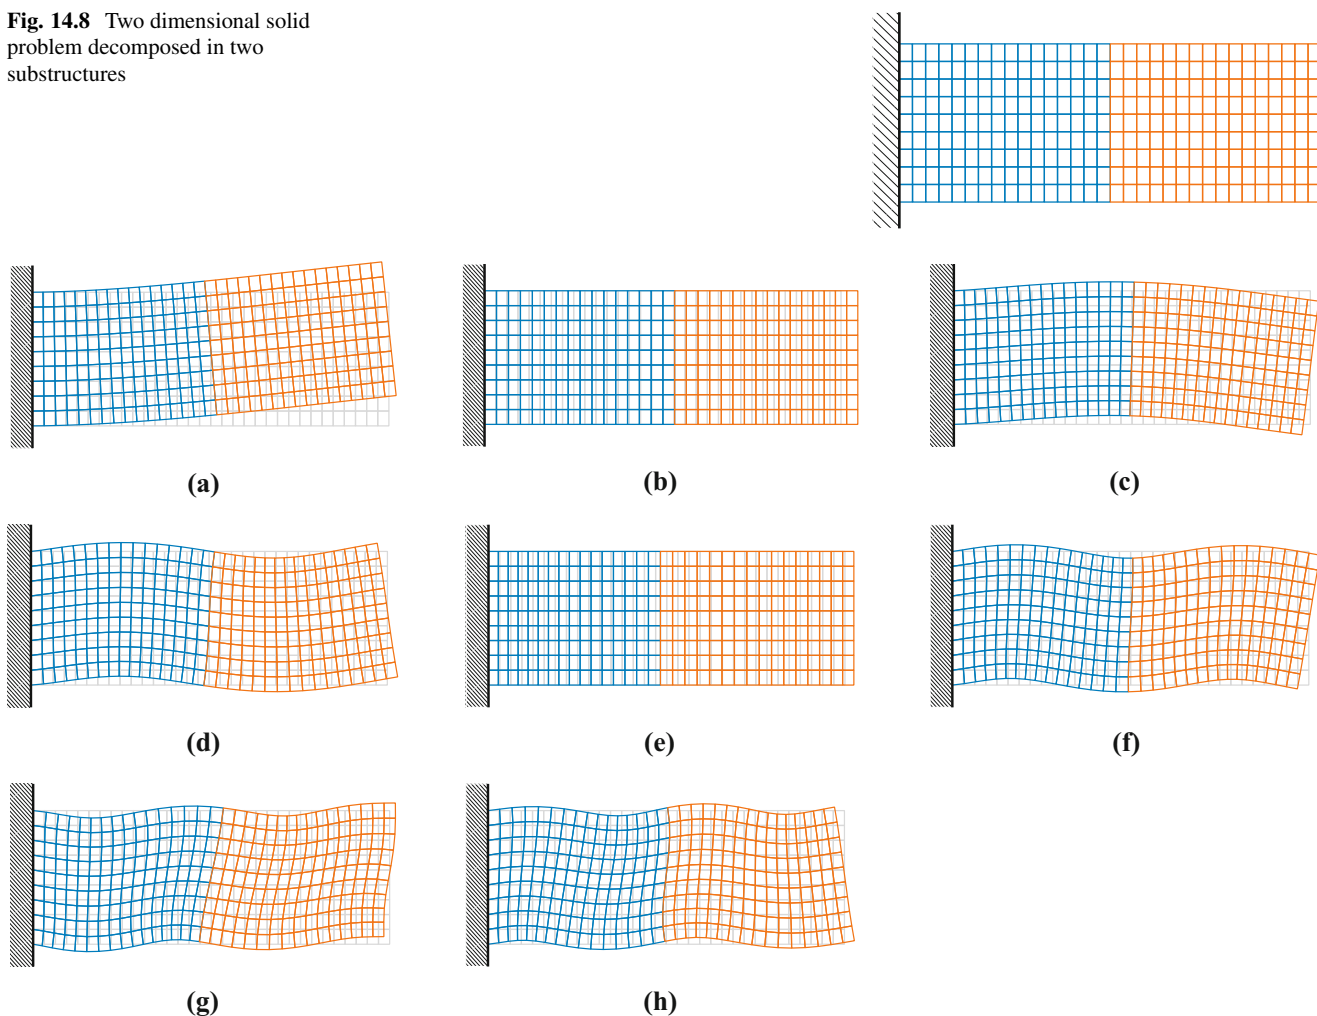 Fig. 14.8 Two dimensional solid
problem decomposed in two
substructures
(a)
(b)
(c)
(d)
(e)
(f)
(g)
(h)